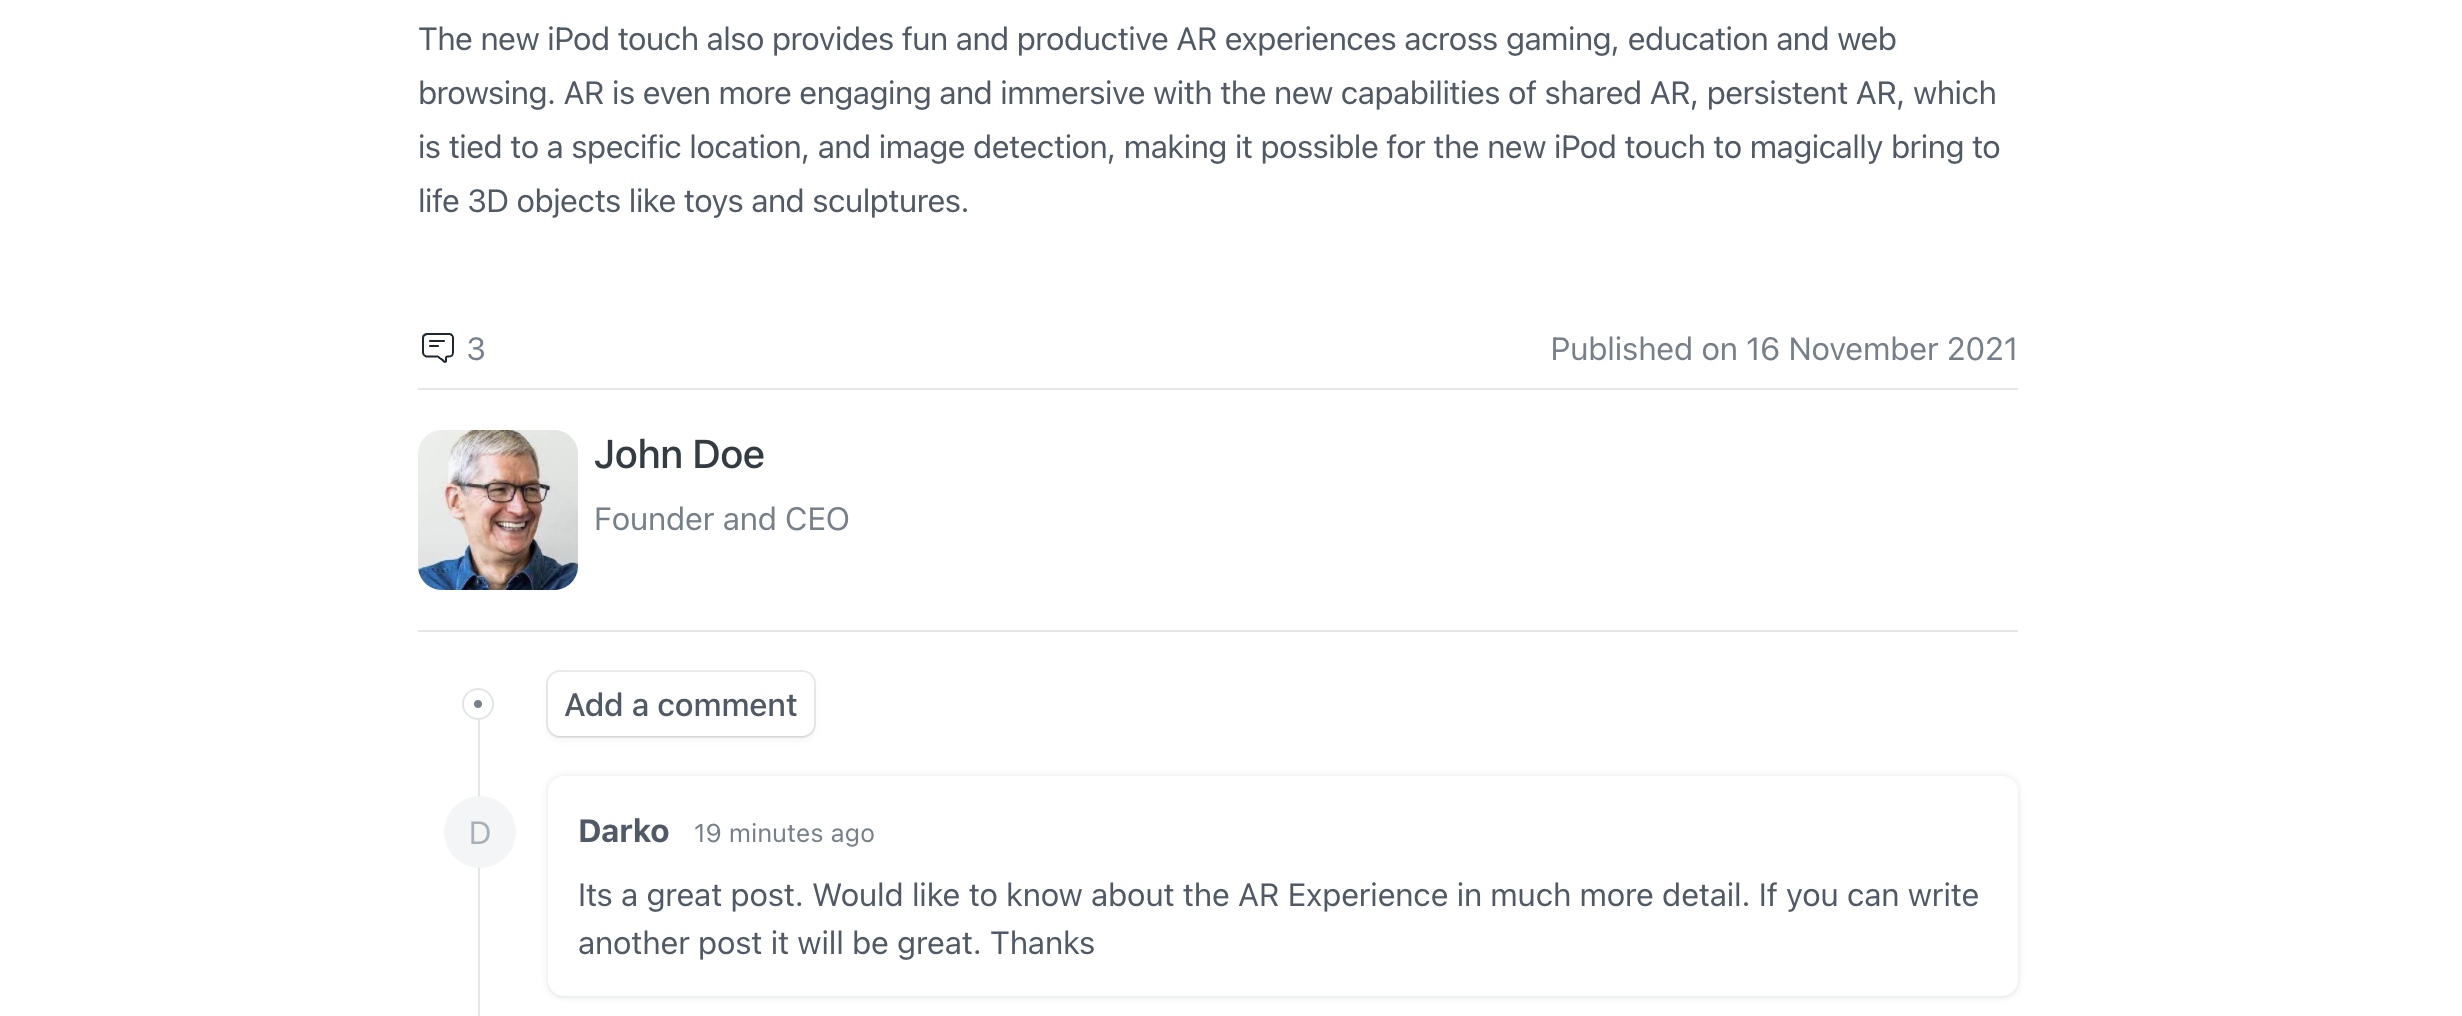 The new iPod touch also provides fun and productive AR experiences across gaming, education and web
browsing. AR is even more engaging and immersive with the new capabilities of shared AR, persistent AR, which
is tied to a specific location, and image detection, making it possible for the new iPod touch to magically bring to
life 3D objects like toys and sculptures.
3
Published on 16 November 2021
John Doe
Founder and CEO
Add a comment
D
Darko 19 minutes ago
Its a great post. Would like to know about the AR Experience in much more detail. If you can write
another post it will be great. Thanks